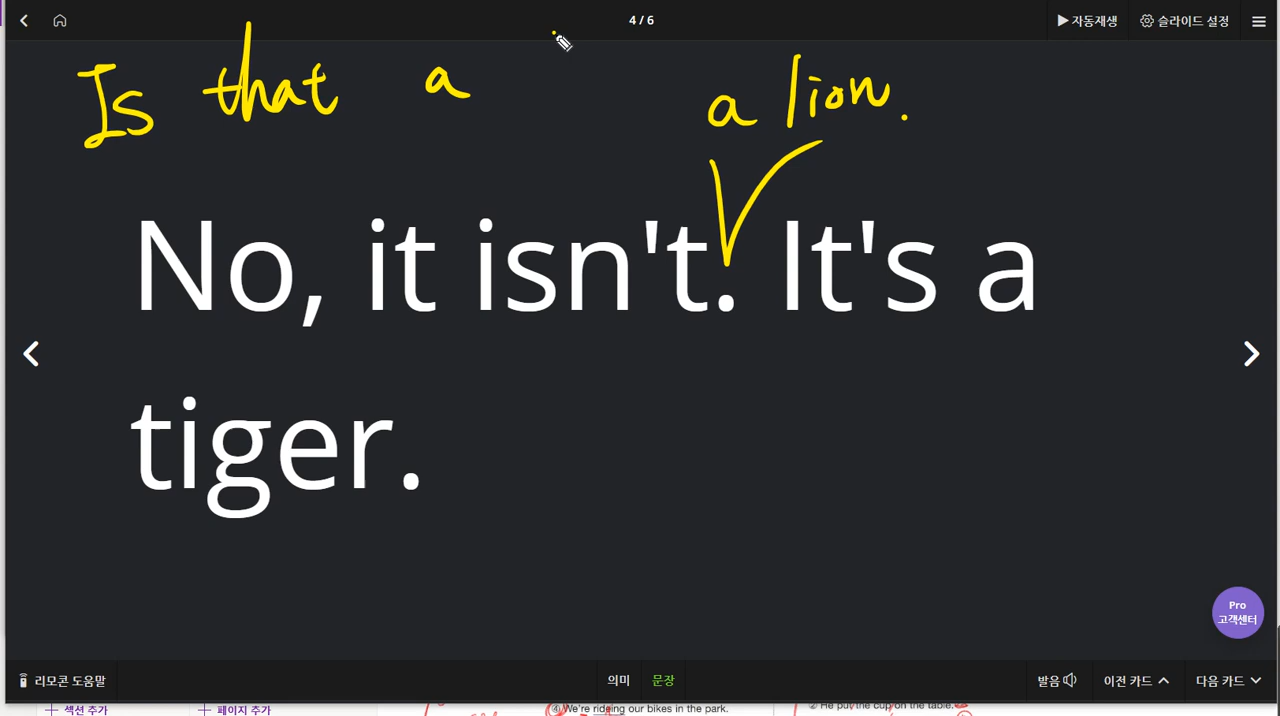 4 / 6
자동재생
슬라이드 설정
Is that a
a lion.
No, it isn't. It's a
tiger.
Pro
고객센터
리모콘 도움말
의미
문장
발음
이전 카드
다음 카드
섹션 추가
페이지 추가
④ We're riding our bikes in the park.
② He put the cup on the table.